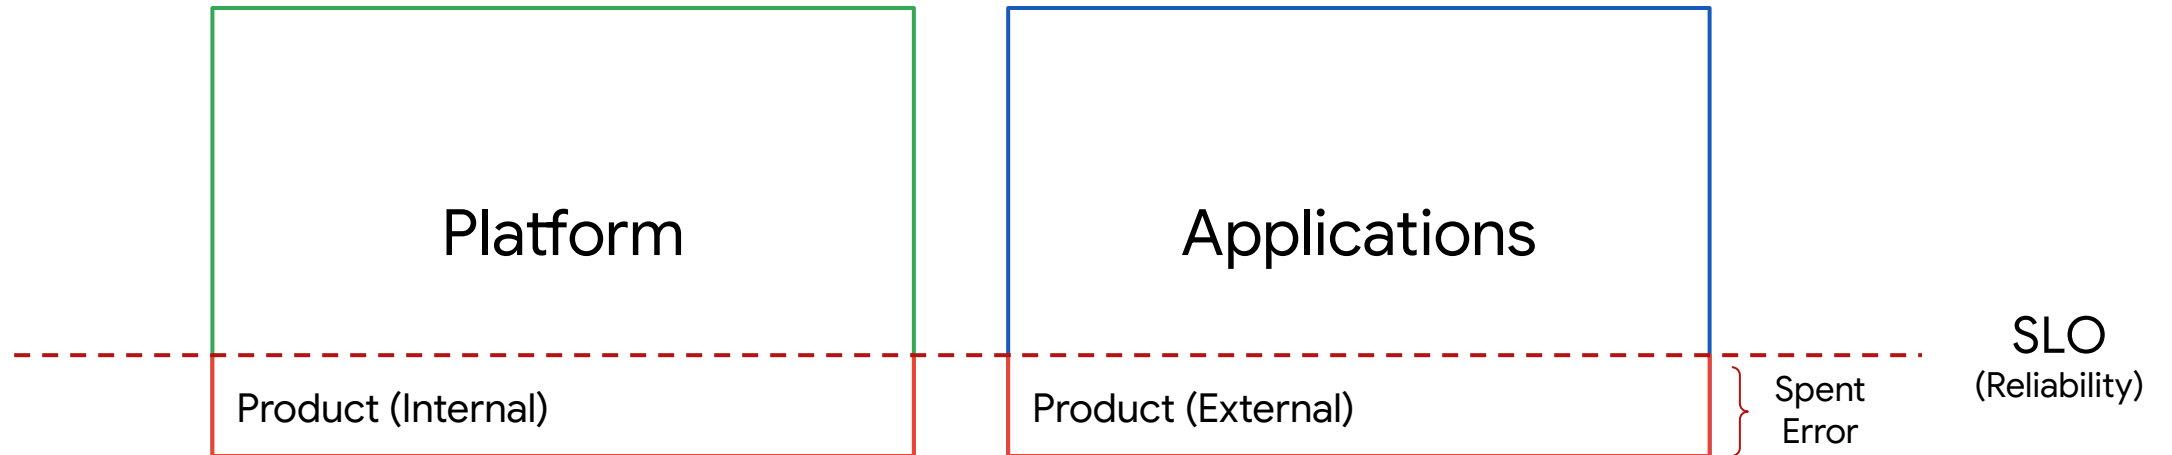 Platform
Applications
SLO
(Reliability)
Product (Internal)
Product (External)
Spent
Error